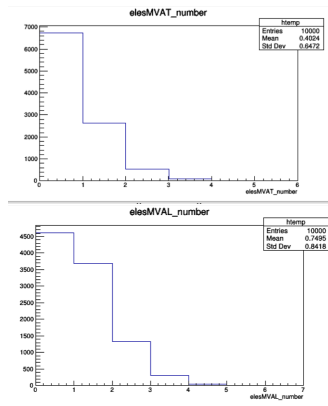 elesMVAT_number
htemp
Entries 10000
Mean 0.4024
Std Dev 0.6472
7000
6000
5000
4000
3000
2000
1000
0
0 1 2 3 4 5 6
elesMVAT_number
elesMVAL_number
htemp
Entries 10000
Mean 0.7495
Std Dev 0.8418
4500
4000
3500
3000
2500
2000
1500
1000
500
0
0 1 2 3 4 5 6 7
elesMVAL_number